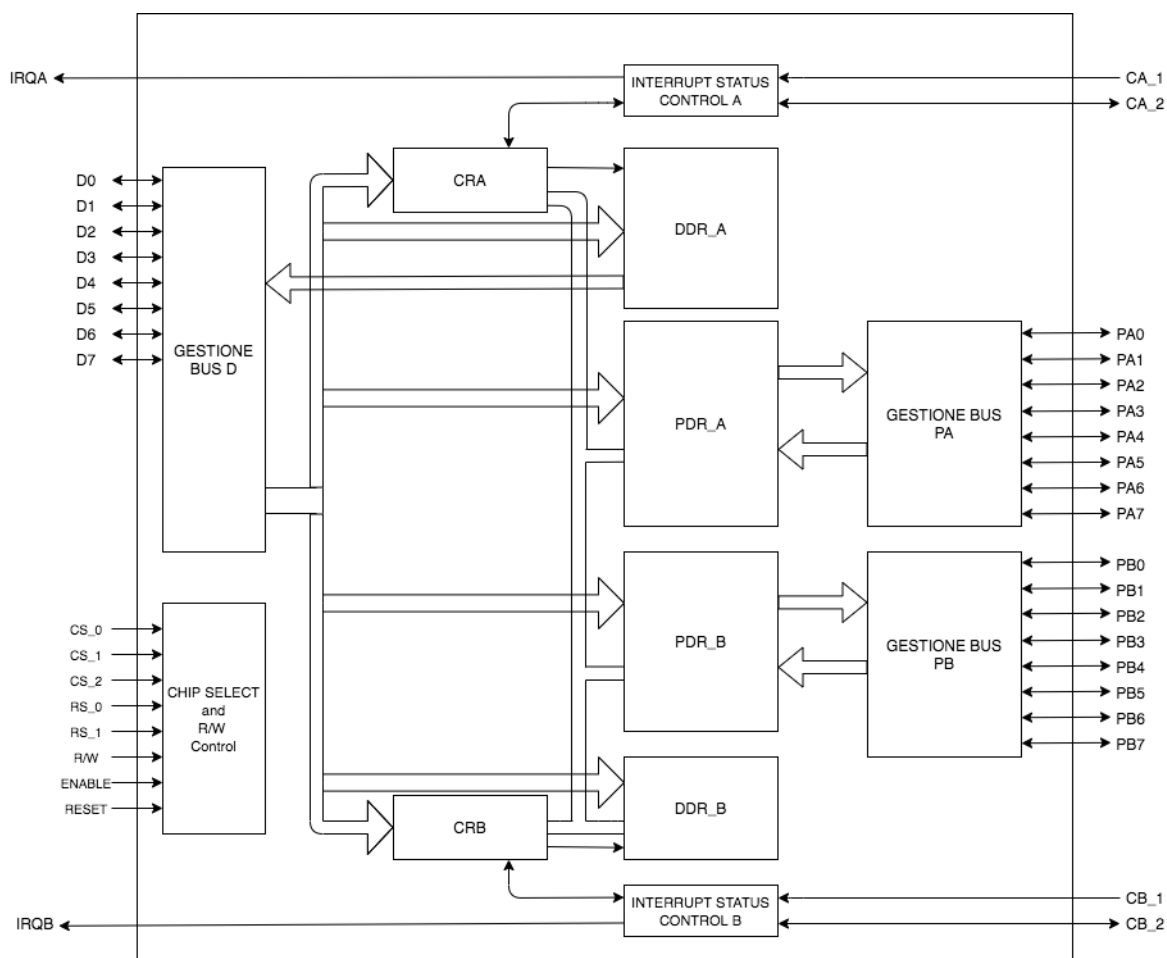 IRQA
INTERRUPT STATUS
CONTROL A
CA_1
CA_2
CRA
DDR_A
D0
D1
D2
D3
D4
D5
D6
D7
GESTIONE
BUS D
PDR_A
GESTIONE BUS
PA
PA0
PA1
PA2
PA3
PA4
PA5
PA6
PA7
PDR_B
GESTIONE BUS
PB
PB0
PB1
PB2
PB3
PB4
PB5
PB6
PB7
CS_0
CS_1
CS_2
RS_0
RS_1
R/W
ENABLE
RESET
CHIP SELECT
and
R/W
Control
CRB
DDR_B
INTERRUPT STATUS
CONTROL B
CB_1
CB_2
IRQB